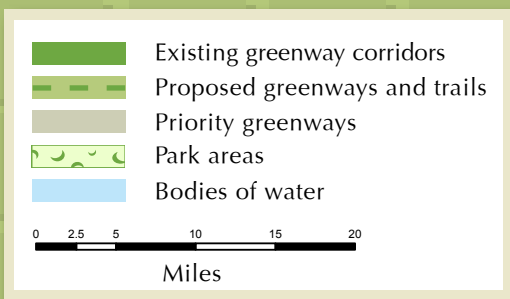 Existing greenway corridors
Proposed greenways and trails
Priority greenways
Park areas
Bodies of water
0 2.5 5 10 15 20
Miles